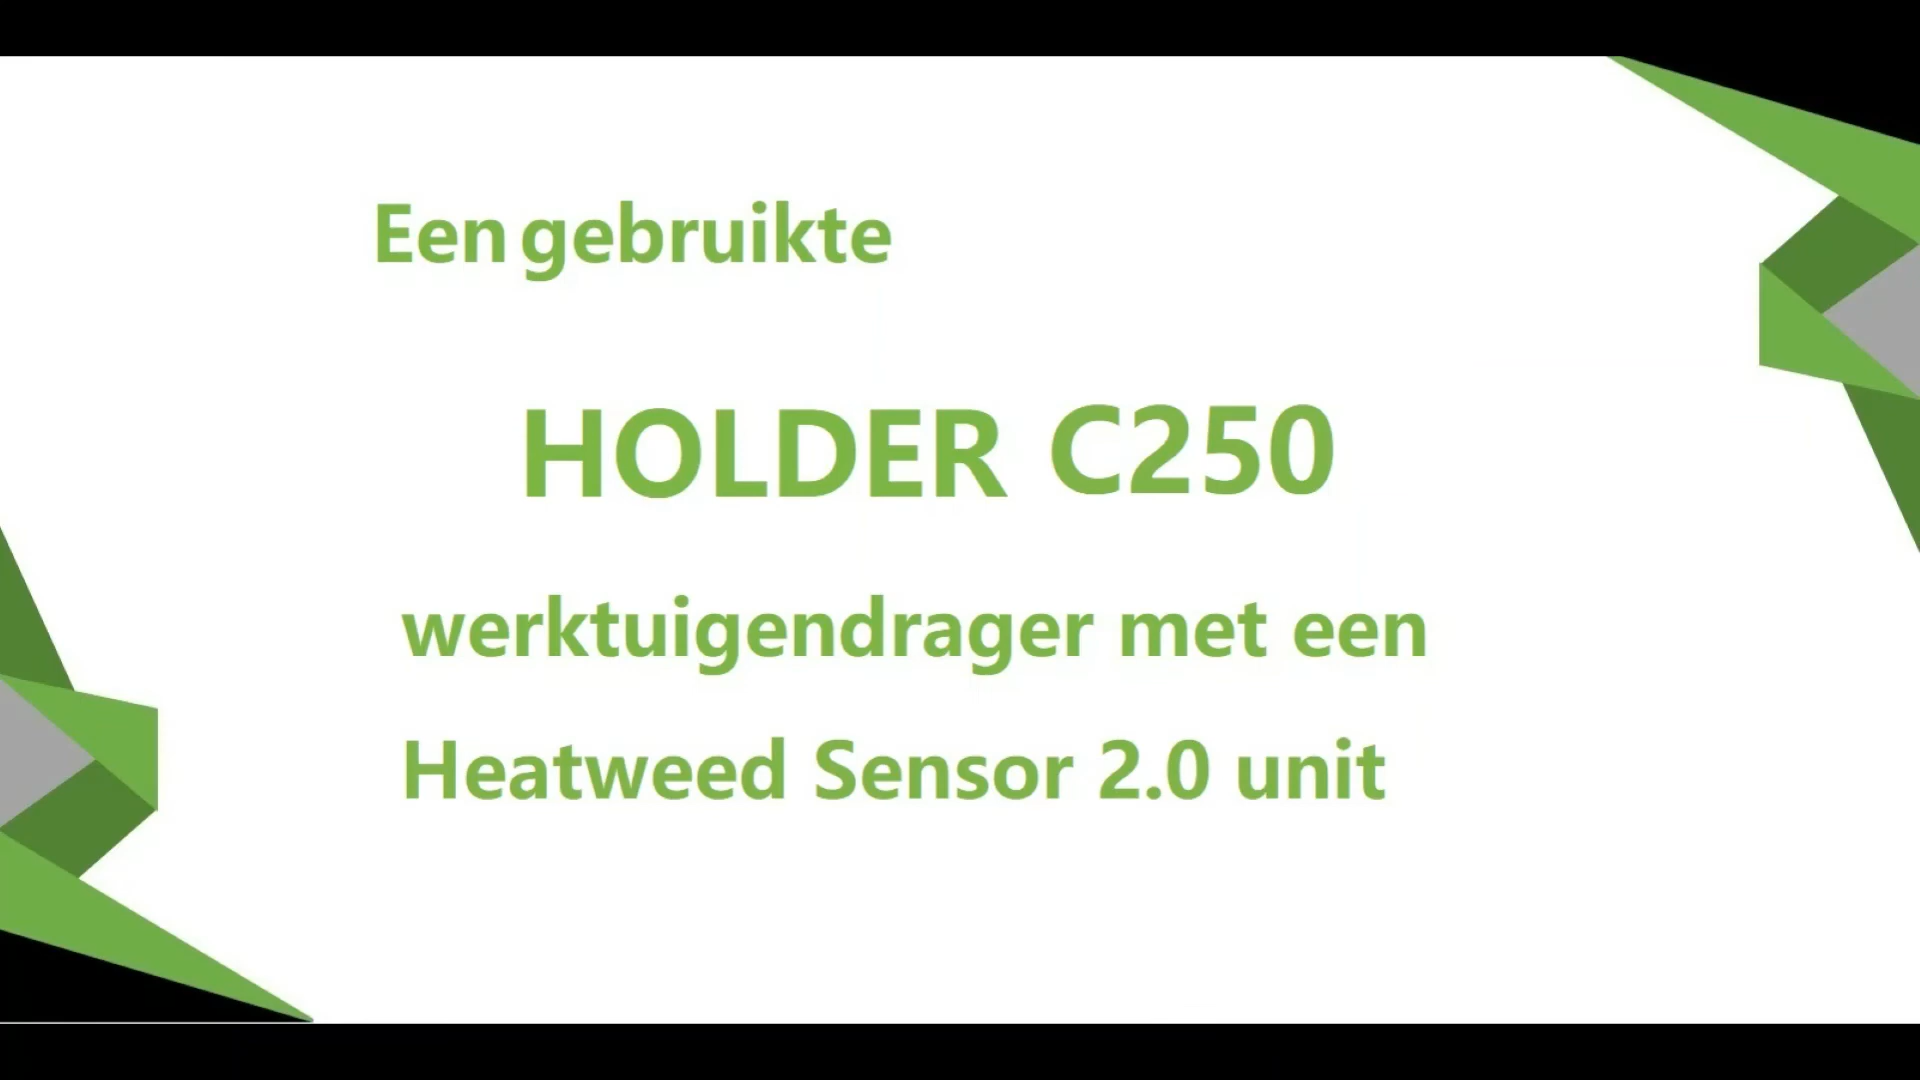 Een gebruikte
HOLDER C250
werktuigendrager met een
Heatweed Sensor 2.0 unit